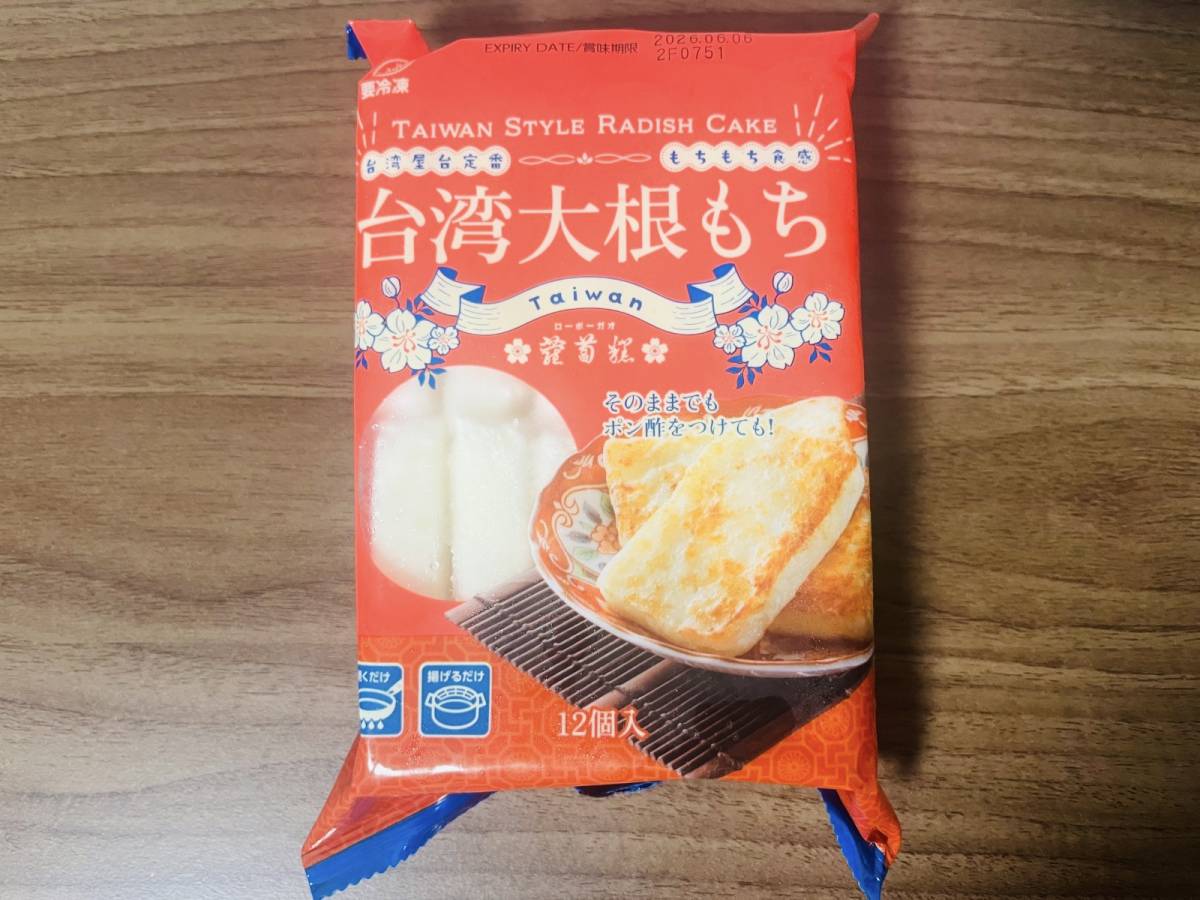 EXPIRY DATE/賞味期限 2026.06.06
2F0751
要冷凍
TAIWAN STYLE RADISH CAKE
台湾屋台定番 もちもち食感
台湾大根もち
Taiwan
ローボーガオ
蘿蔔糕
そのままでも
ポン酢をつけても!
くだけ
揚げるだけ
12個入